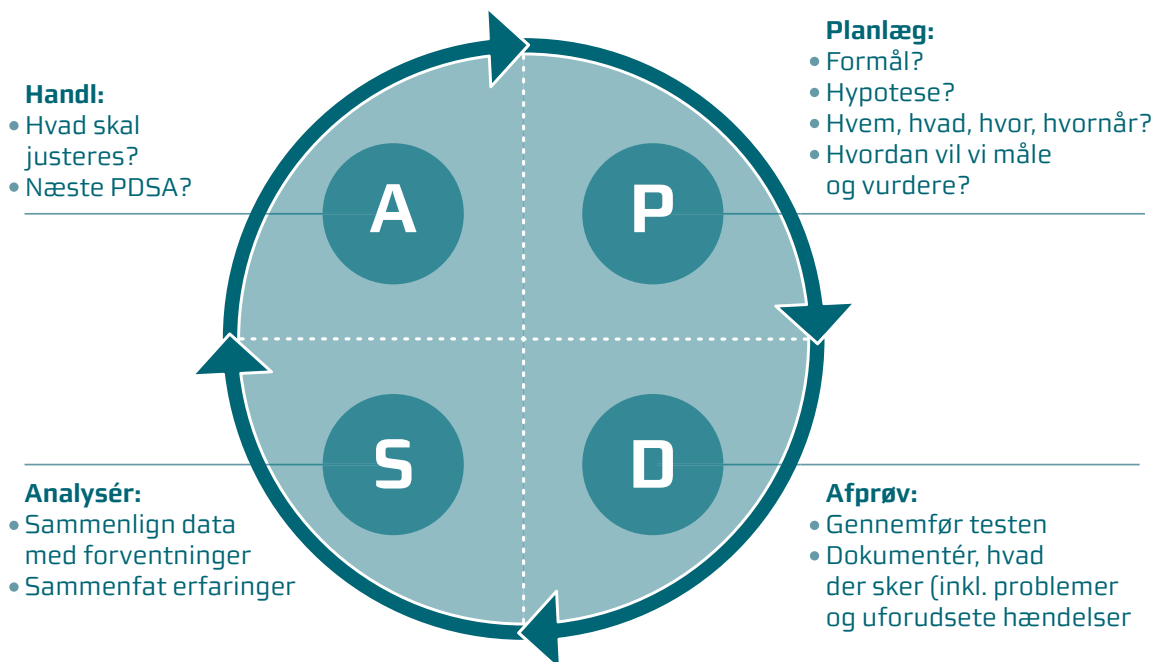 Planlæg:
• Formål?
• Hypotese?
• Hvem, hvad, hvor, hvornår?
• Hvordan vil vi måle
og vurdere?
Handl:
• Hvad skal
justeres?
• Næste PDSA?
A
P
S
D
Analysér:
• Sammenlign data
med forventninger
• Sammenfat erfaringer
Afprøv:
• Gennemfør testen
• Dokumentér, hvad
der sker (inkl. problemer
og uforudsete hændelser